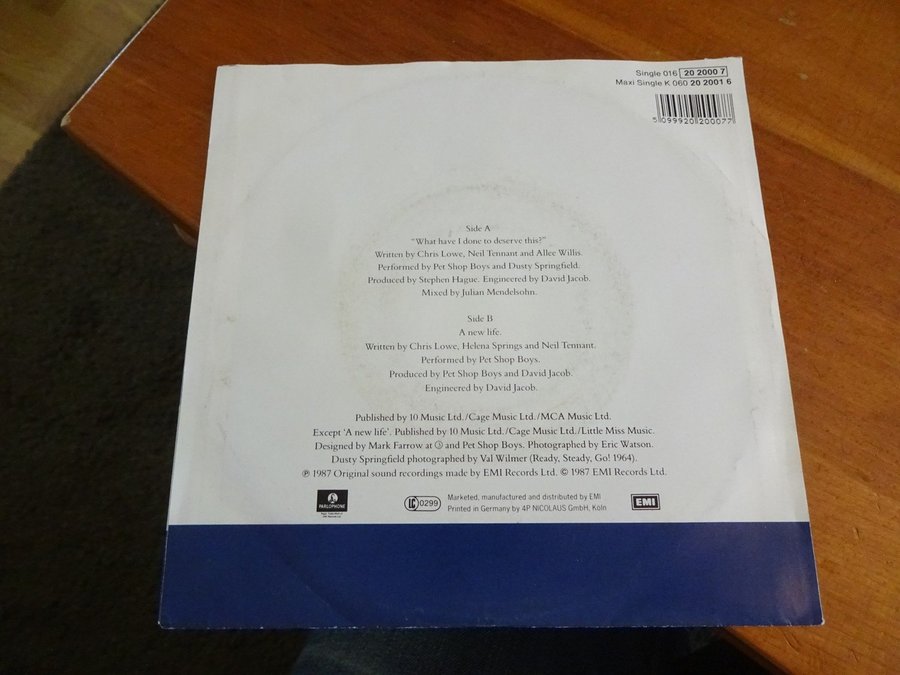 Single 016 20 2000 7
Maxi Single K 060 20 2001 6
5 099920 200077
Side A
“What have I done to deserve this?”
Written by Chris Lowe, Neil Tennant and Allee Willis.
Performed by Pet Shop Boys and Dusty Springfield.
Produced by Stephen Hague. Engineered by David Jacob.
Mixed by Julian Mendelsohn.
Side B
A new life.
Written by Chris Lowe, Helena Springs and Neil Tennant.
Performed by Pet Shop Boys.
Produced by Pet Shop Boys and David Jacob.
Engineered by David Jacob.
Published by 10 Music Ltd./Cage Music Ltd./MCA Music Ltd.
Except ‘A new life’. Published by 10 Music Ltd./Cage Music Ltd./Little Miss Music.
Designed by Mark Farrow at ③ and Pet Shop Boys. Photographed by Eric Watson.
Dusty Springfield photographed by Val Wilmer (Ready, Steady, Go! 1964).
℗ 1987 Original sound recordings made by EMI Records Ltd. © 1987 EMI Records Ltd.
PARLOPHONE
LC 0299
Marketed, manufactured and distributed by EMI
Printed in Germany by 4P NICOLAUS GmbH, Köln
EMI